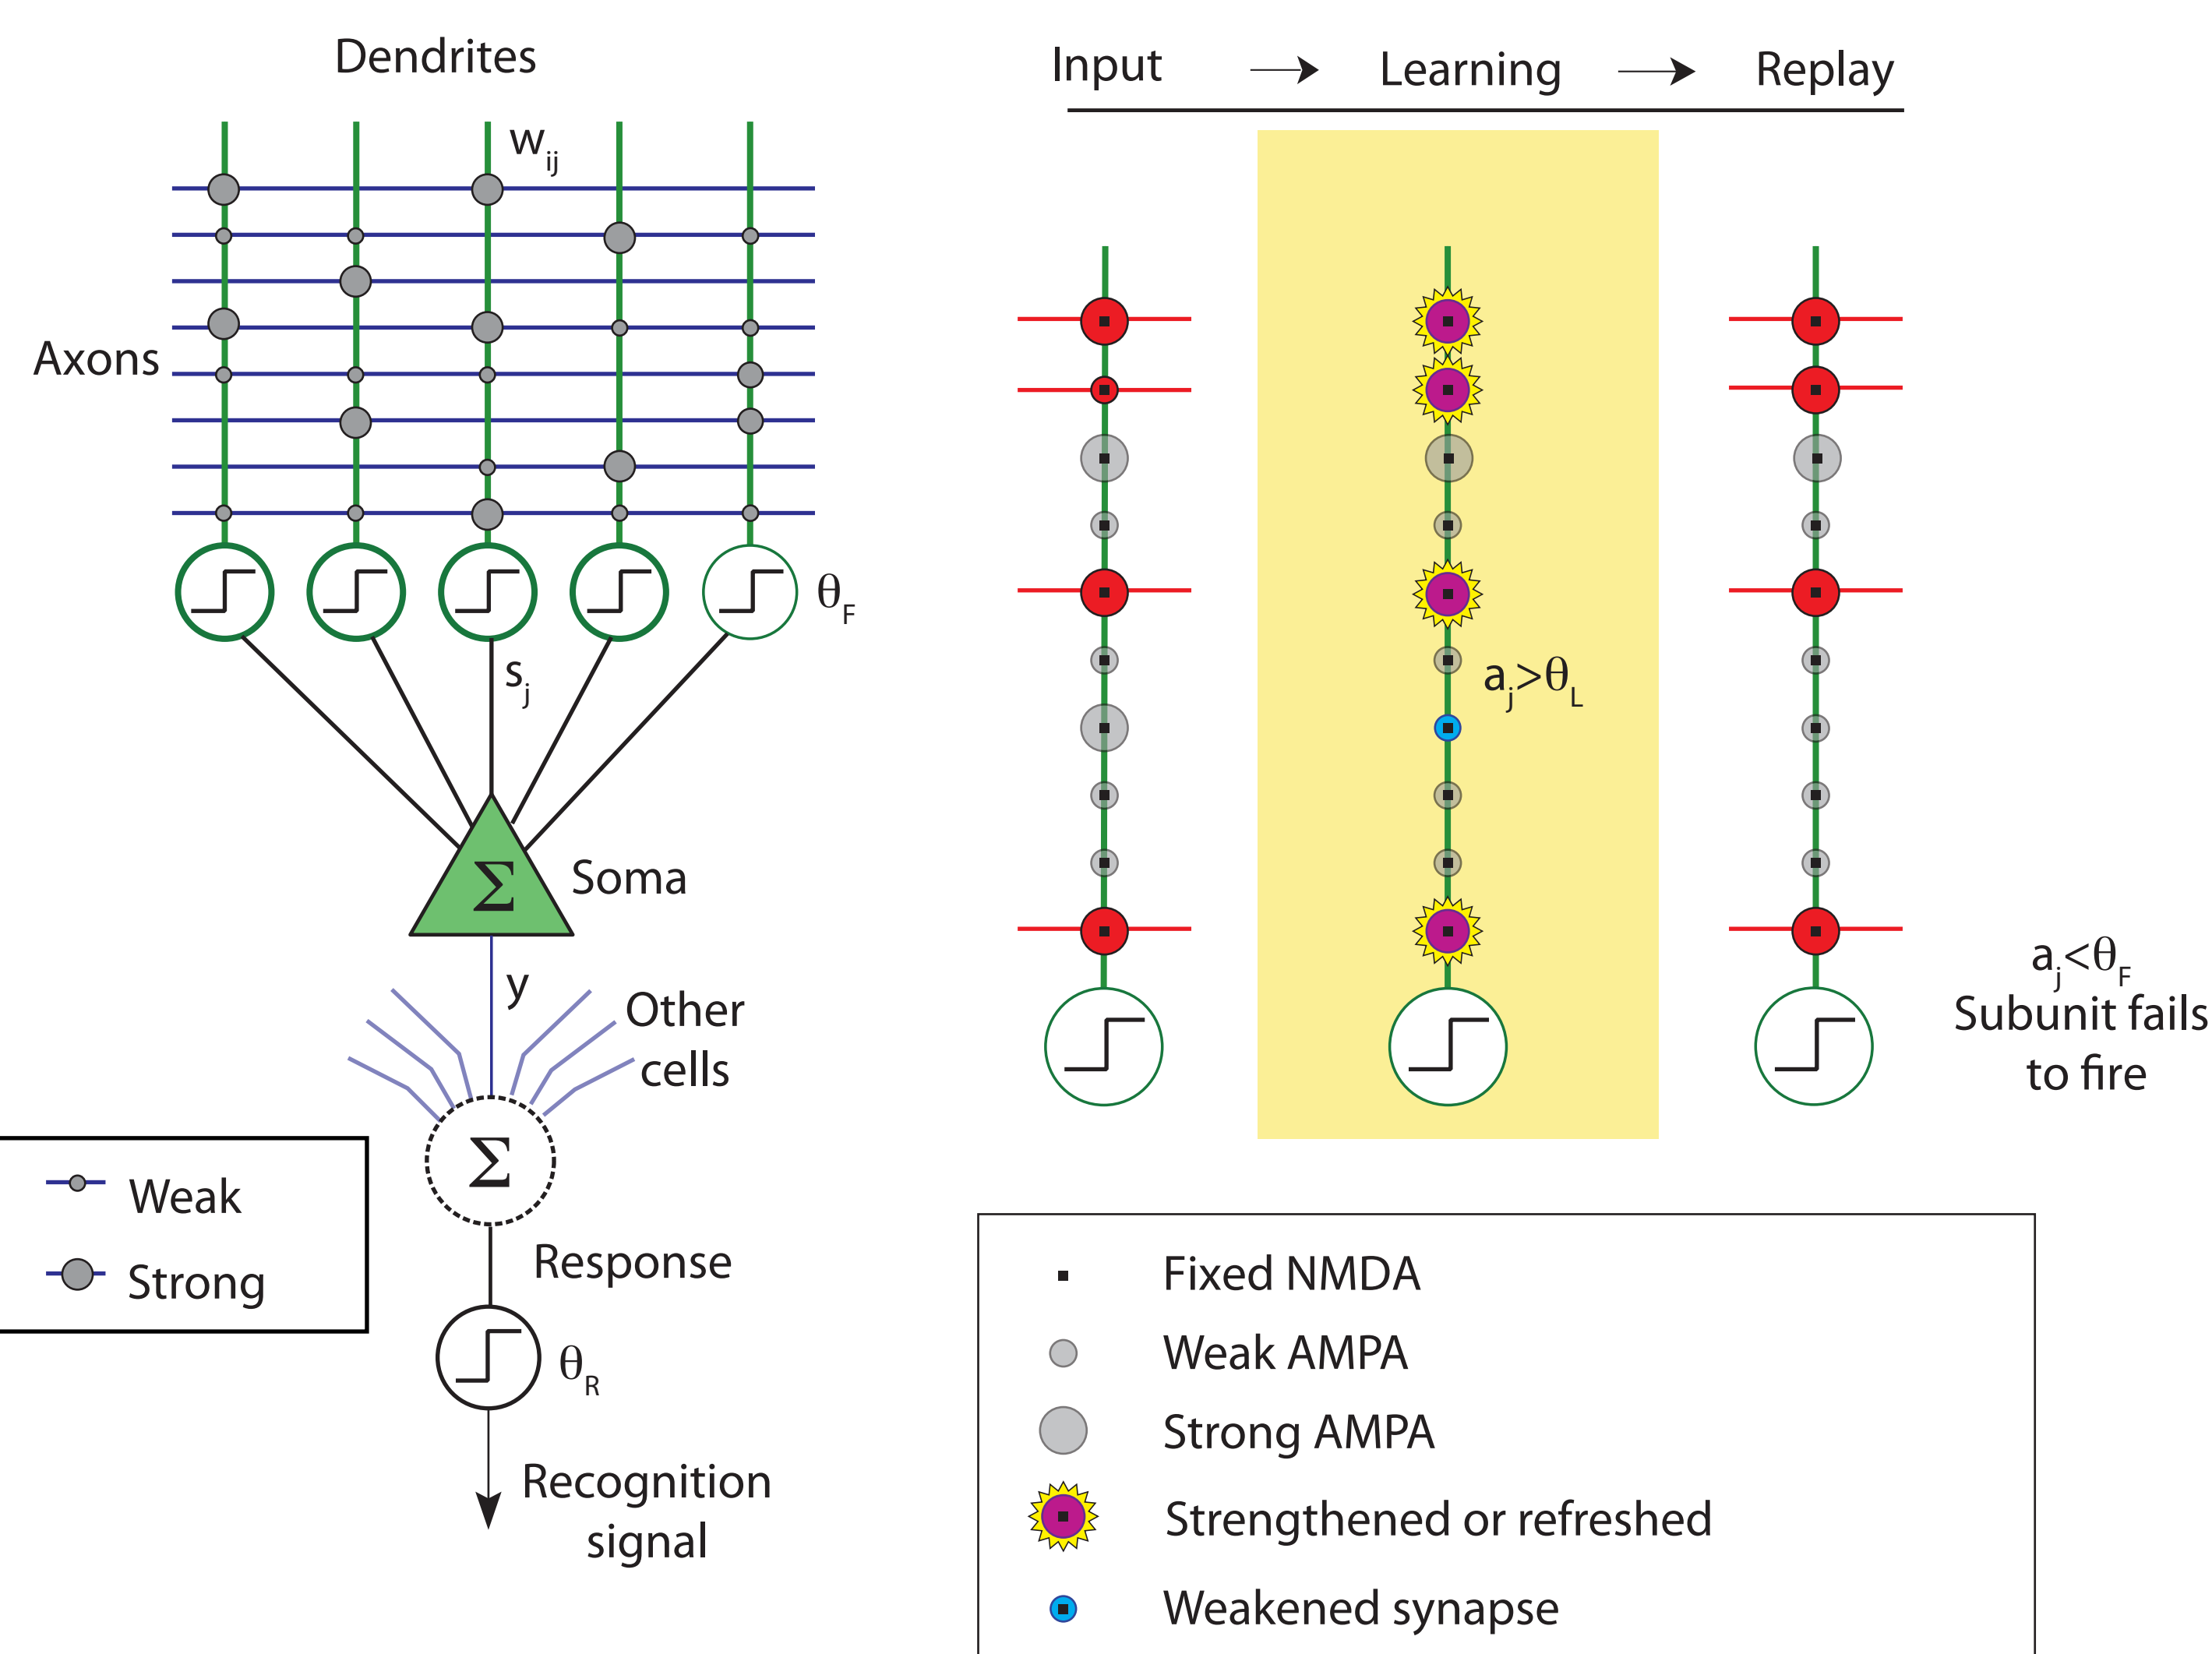 Dendrites
w_ij
Axons
θ_F
s_j
Σ
Soma
y
Other
cells
Σ
Weak
Strong
Response
θ_R
Recognition
signal
Input
Learning
Replay
a_j>θ_L
a_j<θ_F
Subunit fails
to fire
Fixed NMDA
Weak AMPA
Strong AMPA
Strengthened or refreshed
Weakened synapse